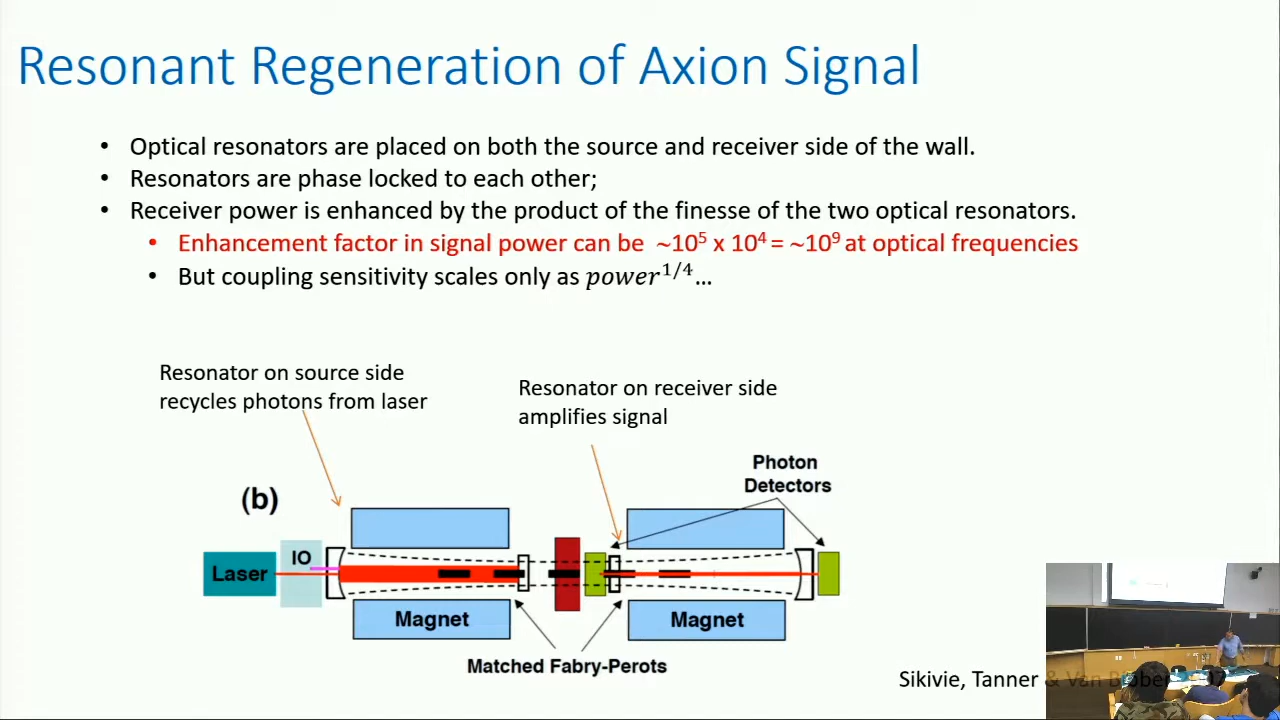 Resonant Regeneration of Axion Signal
• Optical resonators are placed on both the source and receiver side of the wall.
• Resonators are phase locked to each other;
• Receiver power is enhanced by the product of the finesse of the two optical resonators.
• Enhancement factor in signal power can be ~10⁵ x 10⁴ = ~10⁹ at optical frequencies
• But coupling sensitivity scales only as power¹/⁴…
Resonator on source side
recycles photons from laser
Resonator on receiver side
amplifies signal
Photon
Detectors
(b)
IO
Laser
Magnet
Magnet
Matched Fabry-Perots
Sikivie, Tanner & Van Bibber